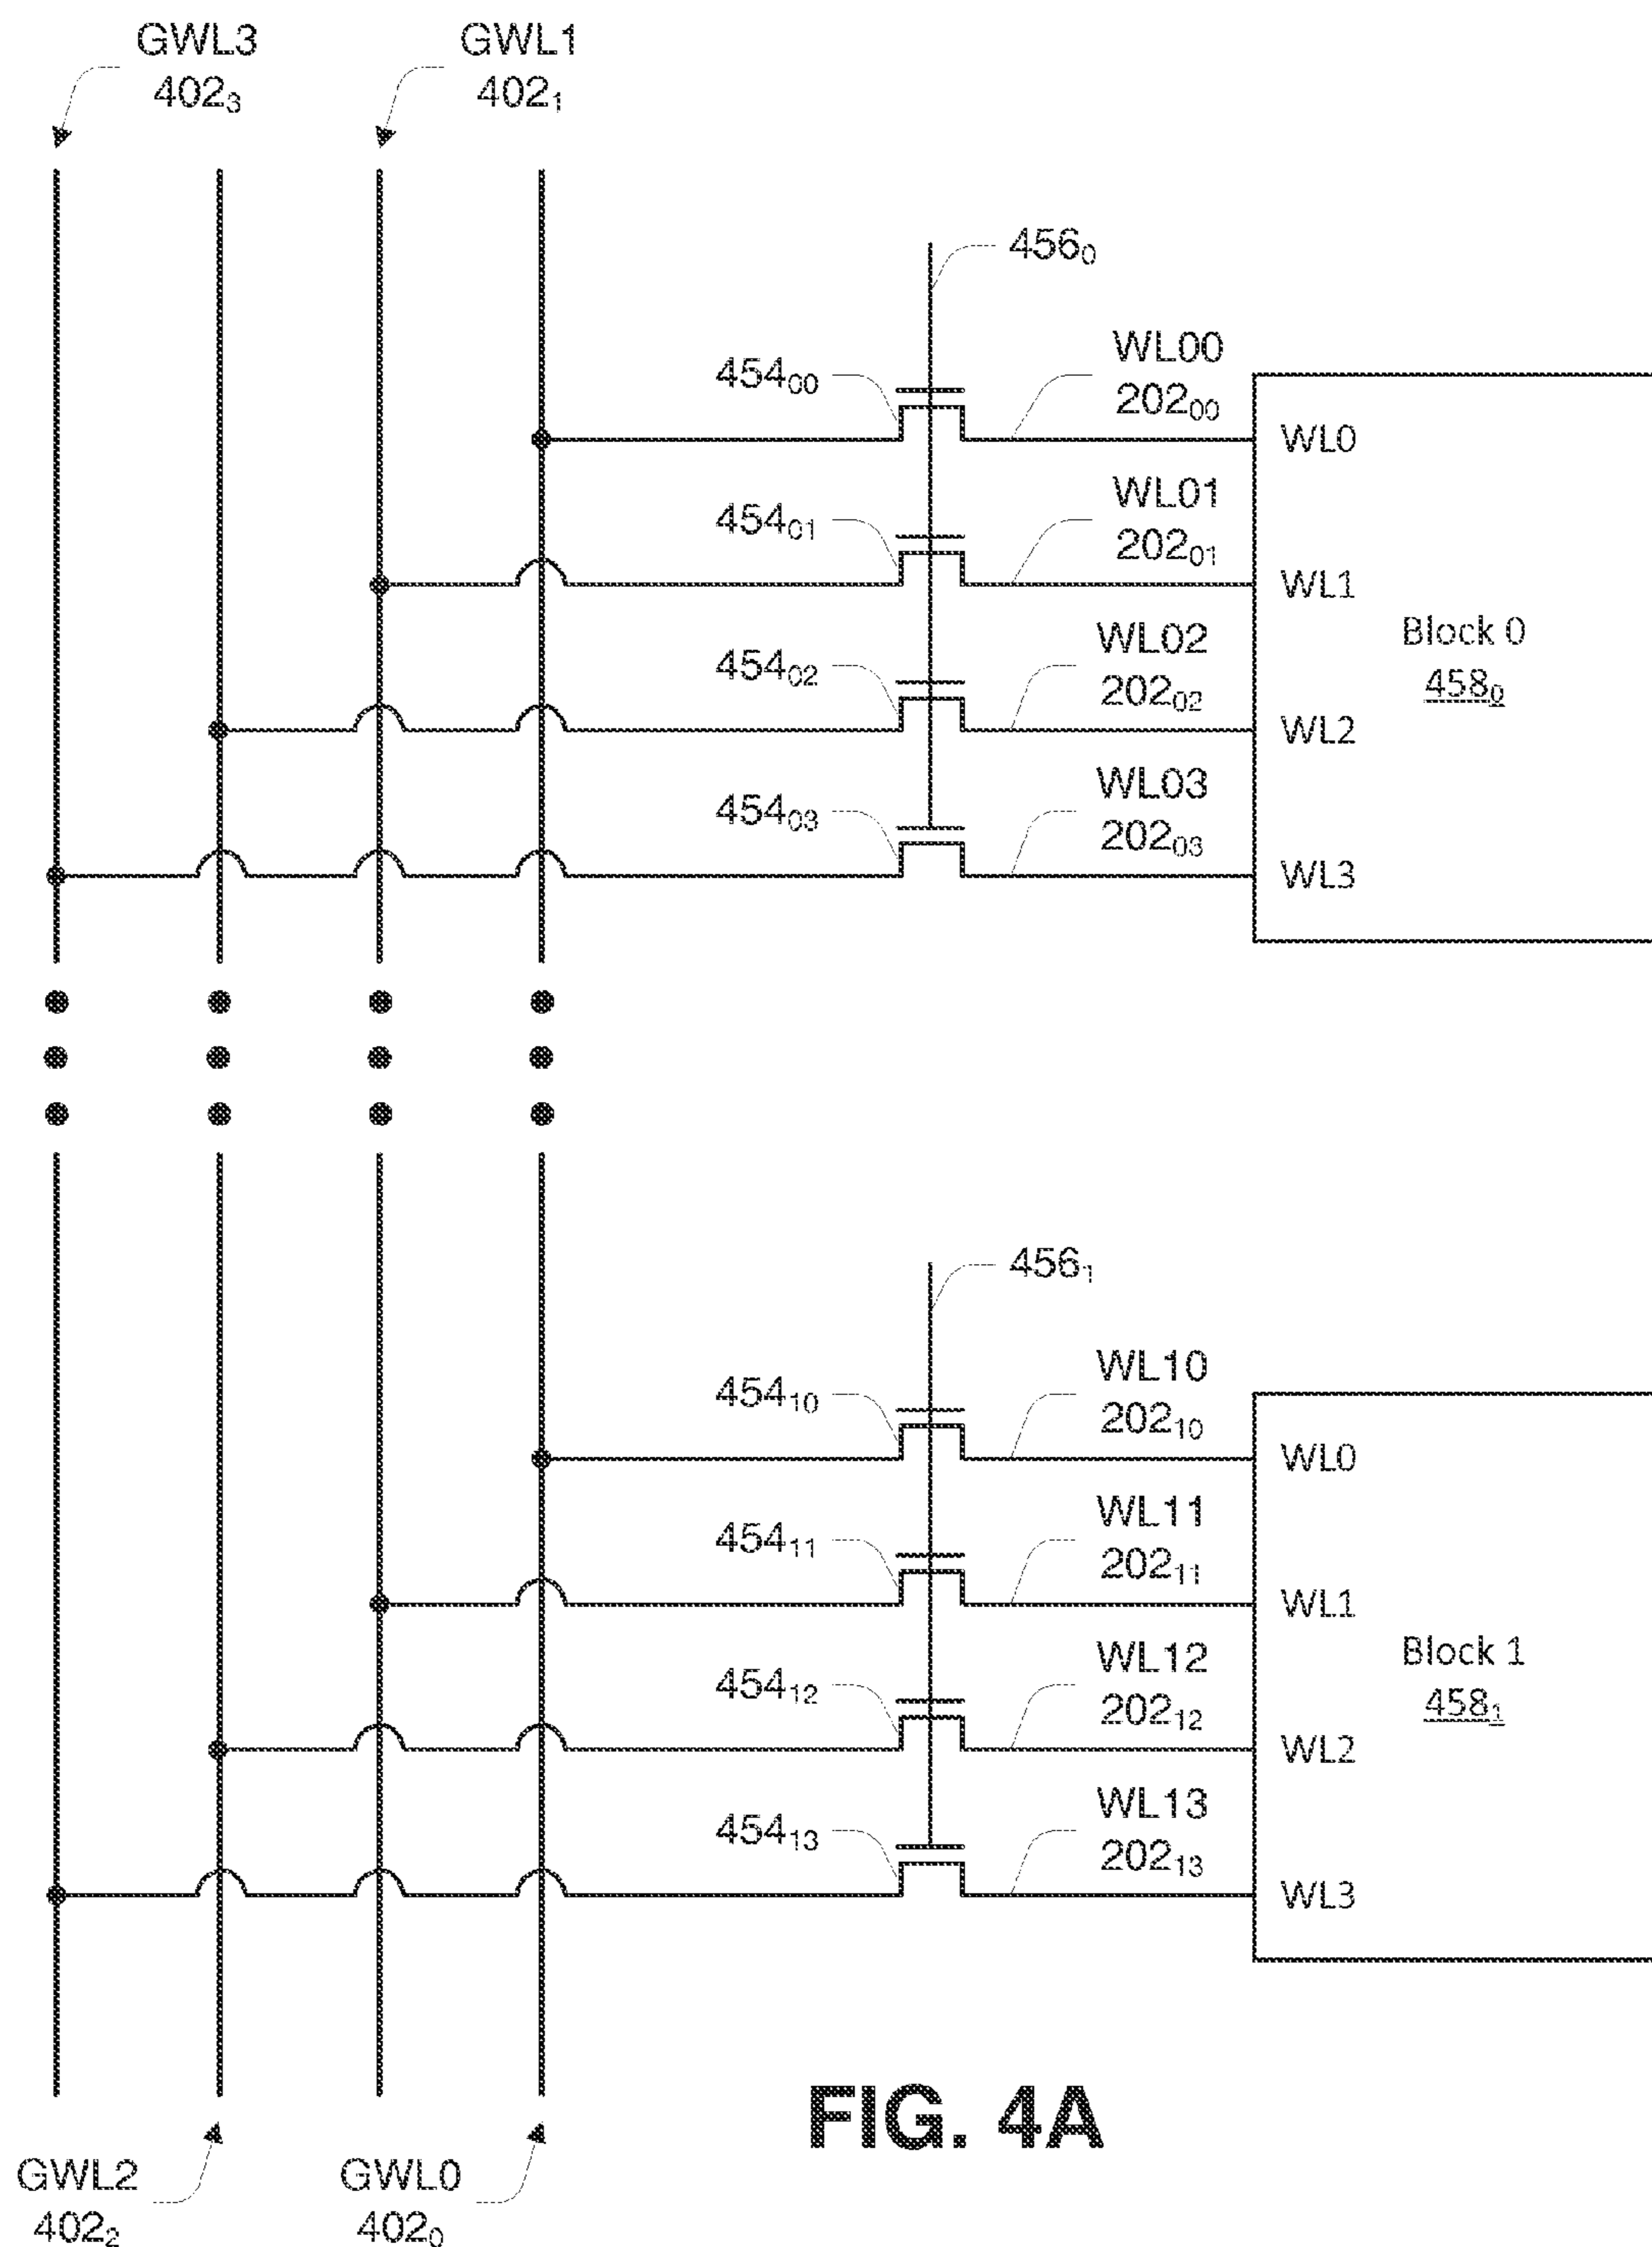 GWL3
402₃
GWL1
402₁
456₀
WL00
202₀₀
454₀₀
WL0
WL01
202₀₁
454₀₁
WL1
Block 0
458₀
WL02
202₀₂
454₀₂
WL2
WL03
202₀₃
454₀₃
WL3
456₁
WL10
202₁₀
454₁₀
WL0
WL11
202₁₁
454₁₁
WL1
Block 1
458₁
WL12
202₁₂
454₁₂
WL2
WL13
202₁₃
454₁₃
WL3
FIG. 4A
GWL2
402₂
GWL0
402₀